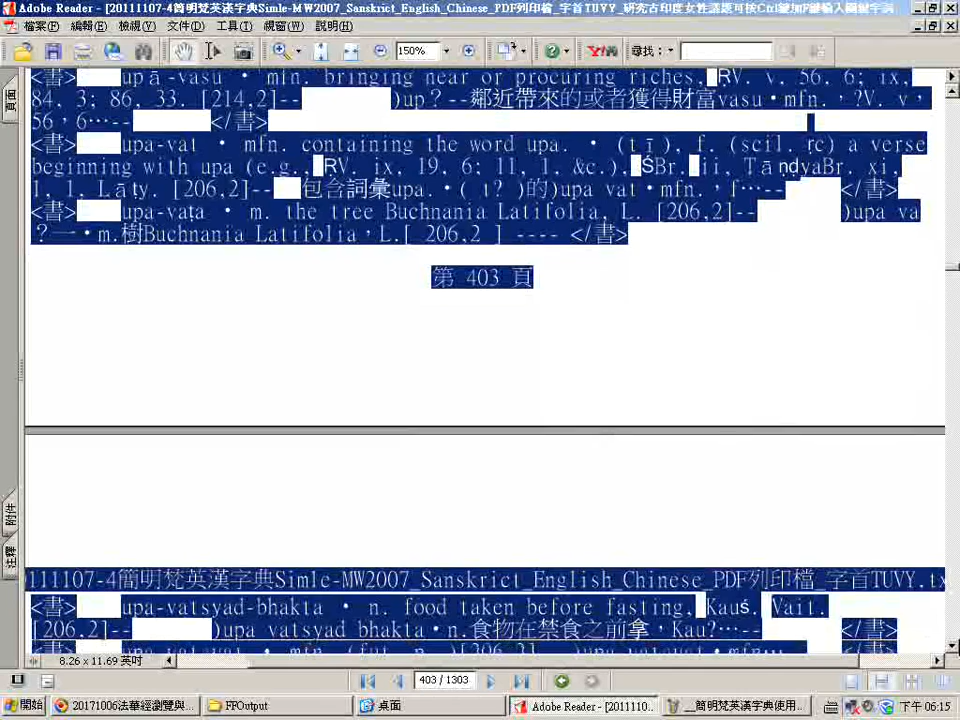 Adobe Reader - [20111107-4簡明梵英漢字典Simle-MW2007_Sanskrict_English_Chinese_PDF列印檔_字首TUVY_研究古印度女性議題可按Ctrl鍵加F鍵輸入關鍵字詞
檔案(F) 編輯(E) 檢視(V) 文件(D) 工具(T) 視窗(W) 說明(H)
150% 尋找:
頁面
<書> upā-vasu • mfn. bringing near or procuring riches, ṚV. v, 56, 6; ix,
84, 3; 86, 33. [214,2]-- )up？--鄰近帶來的或者獲得財富vasu•mfn.，?V. v，
56，6…-- </書>
<書> upa-vat • mfn. containing the word upa. • (tī), f. (scil. ṛc) a verse
beginning with upa (e.g., ṚV. ix, 19, 6; 11, 1, &c.), ŚBr. ii, TāṇḍyaBr. xi,
1, 1, Lāṭy. [206,2]-- 包含詞彙upa.•( t? )的)upa vat•mfn.，f…-- </書>
<書> upa-vaṭa • m. the tree Buchnania Latifolia, L. [206,2]-- )upa va
？一•m.樹Buchnania Latifolia，L.[ 206,2 ] ---- </書>
第 403 頁
附件
注釋
111107-4簡明梵英漢字典Simle-MW2007_Sanskrict_English_Chinese_PDF列印檔_字首TUVY.tx
<書> upa-vatsyad-bhakta • n. food taken before fasting, Kauś. Vait.
[206,2]-- )upa vatsyad bhakta•n.食物在禁食之前拿，Kau?…-- </書>
8.26 x 11.69 英吋
403 / 1303
開始 20171006法華經瀏覽與... FFOutput 桌面 Adobe Reader - [2011110... __簡明梵英字典使用... 下午 06:15